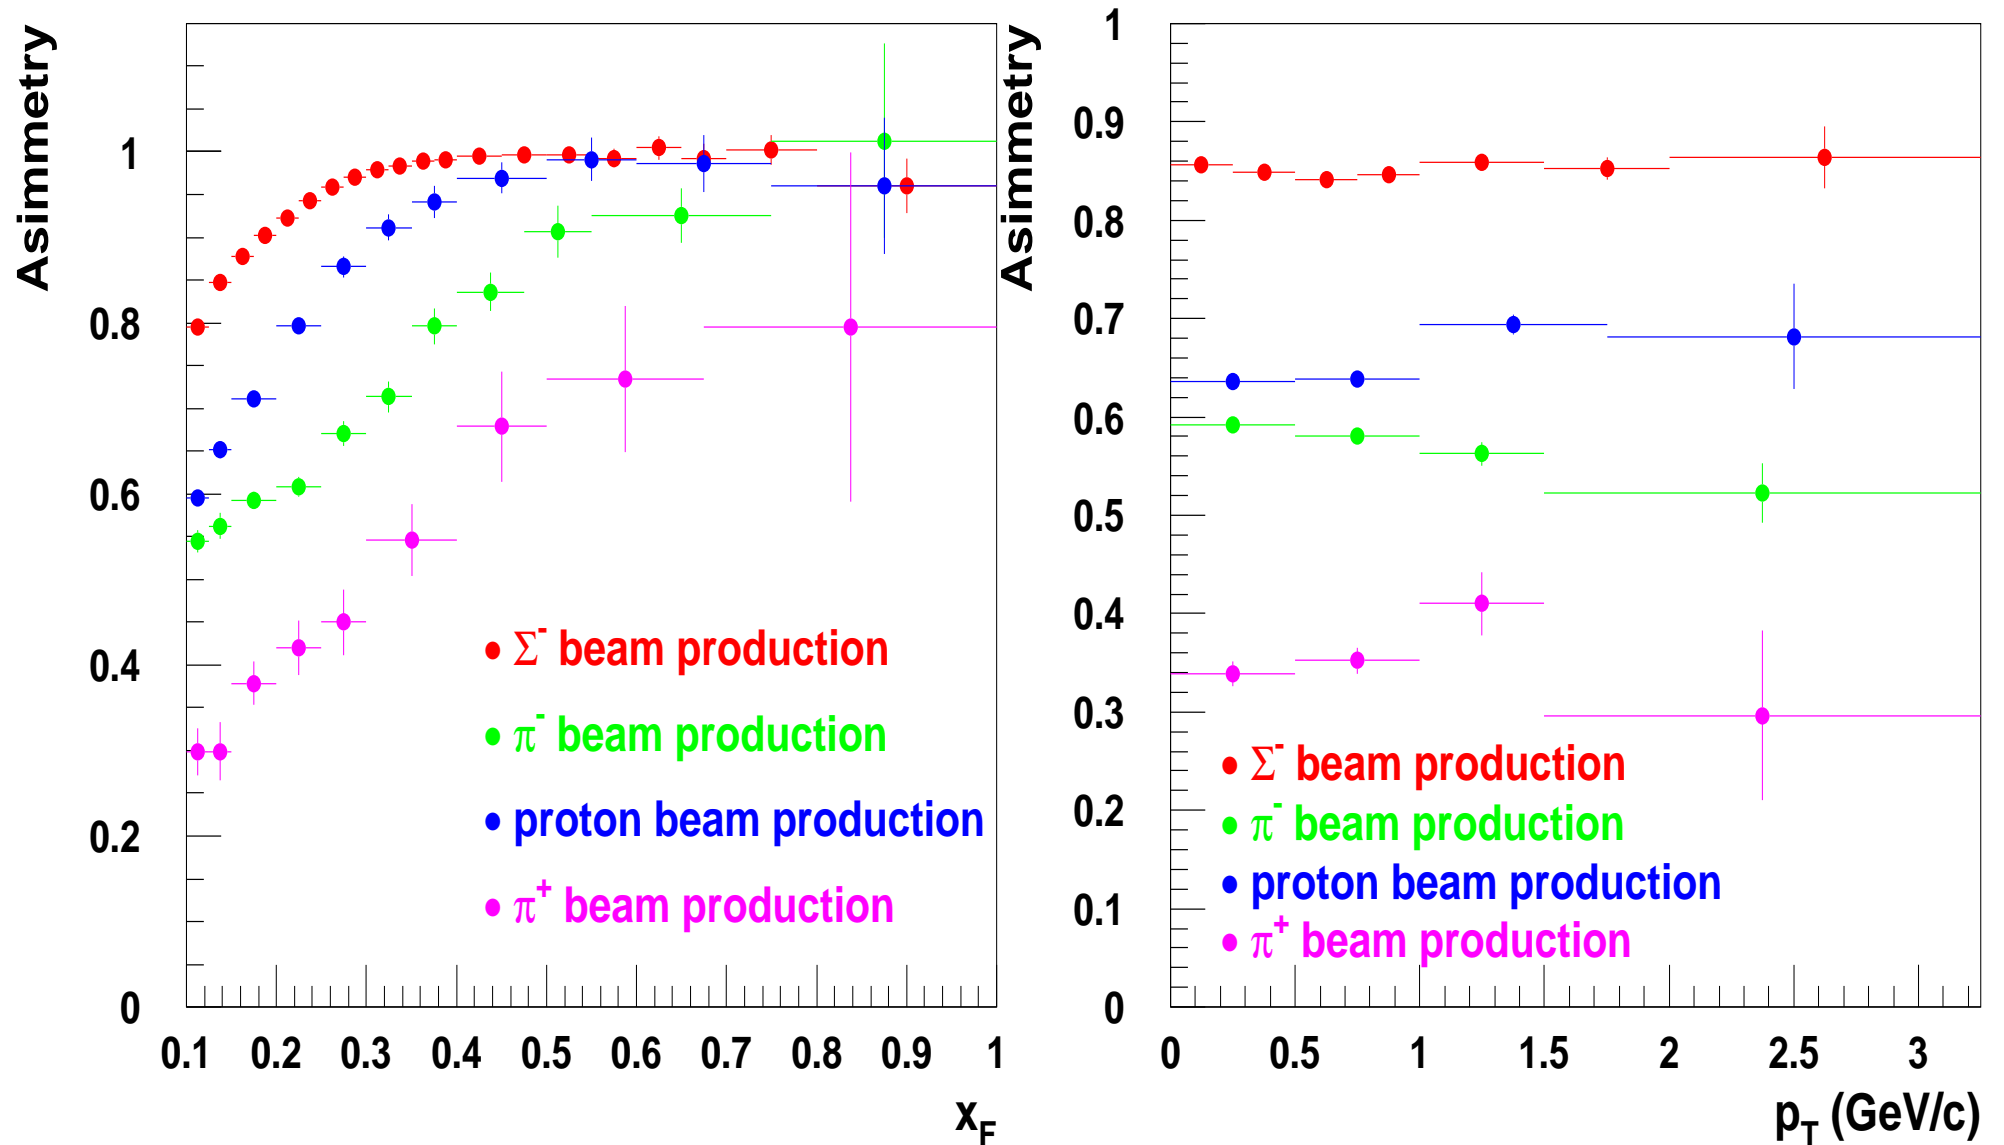 Asimmetry
1
0.8
0.6
0.4
0.2
0
Σ⁻ beam production
π⁻ beam production
proton beam production
π⁺ beam production
0.1 0.2 0.3 0.4 0.5 0.6 0.7 0.8 0.9 1
x_F
Asimmetry
1
0.9
0.8
0.7
0.6
0.5
0.4
0.3
0.2
0.1
0
Σ⁻ beam production
π⁻ beam production
proton beam production
π⁺ beam production
0 0.5 1 1.5 2 2.5 3
p_T (GeV/c)